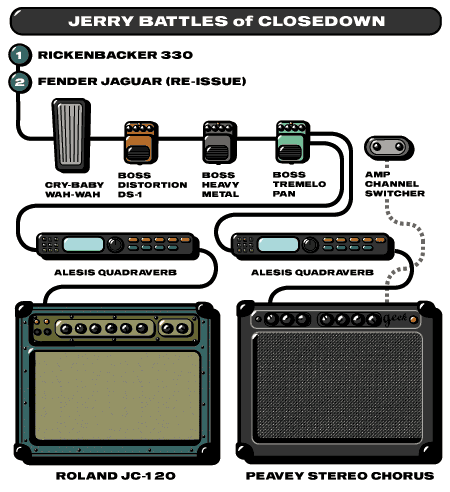 JERRY BATTLES of CLOSEDOWN
1 RICKENBACKER 330
2 FENDER JAGUAR (RE-ISSUE)
CRY-BABY
WAH-WAH
BOSS
DISTORTION
DS-1
BOSS
HEAVY
METAL
BOSS
TREMELO
PAN
AMP
CHANNEL
SWITCHER
ALESIS QUADRAVERB
ALESIS QUADRAVERB
geek
ROLAND JC-120
PEAVEY STEREO CHORUS